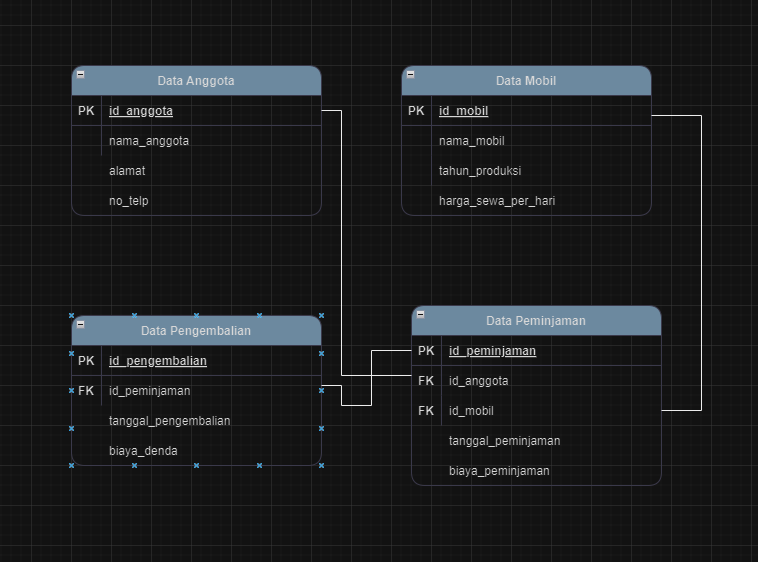 Data Anggota
PK id_anggota
nama_anggota
alamat
no_telp
Data Mobil
PK id_mobil
nama_mobil
tahun_produksi
harga_sewa_per_hari
Data Pengembalian
PK id_pengembalian
FK id_peminjaman
tanggal_pengembalian
biaya_denda
Data Peminjaman
PK id_peminjaman
FK id_anggota
FK id_mobil
tanggal_peminjaman
biaya_peminjaman